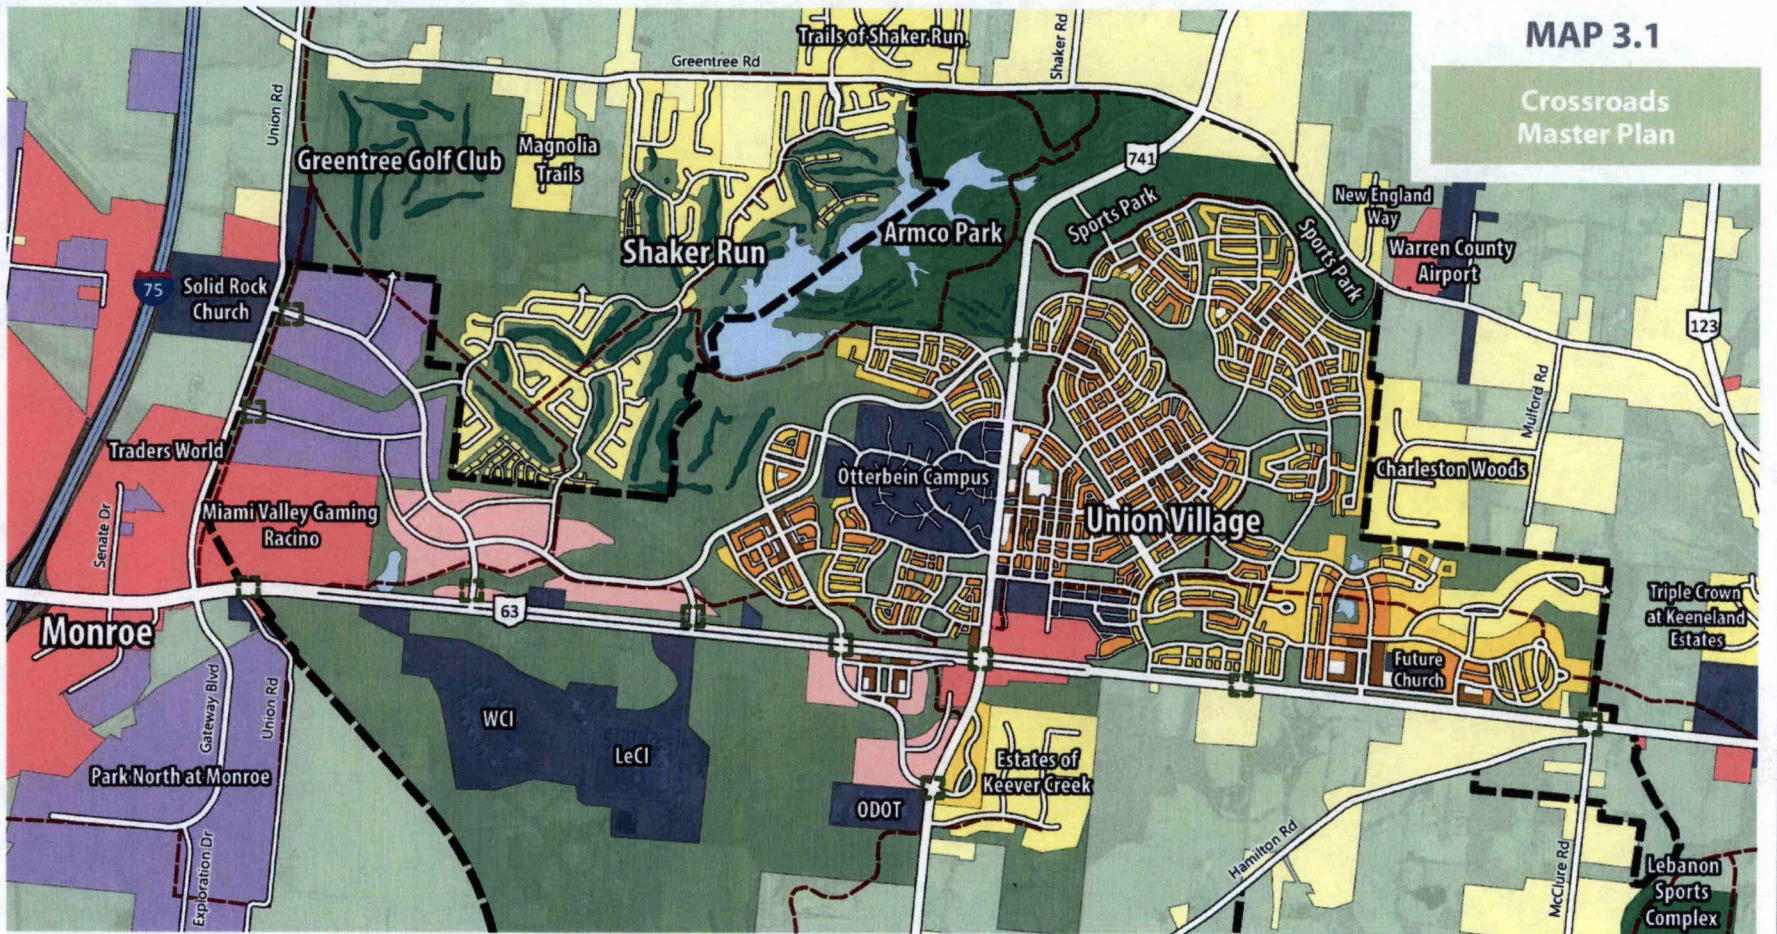 MAP 3.1
Crossroads
Master Plan
Trails of Shaker Run
Greentree Rd
Shaker Rd
Union Rd
Greentree Golf Club
Magnolia
Trails
741
Sports Park
New England
Way
Sports Park
Shaker Run
Armco Park
Warren County
Airport
75
Solid Rock
Church
123
Mulford Rd
Traders World
Otterbein Campus
Charleston Woods
Miami Valley Gaming
Racino
Senate Dr
Union Village
63
Monroe
Triple Crown
at Keeneland
Estates
Future
Church
Gateway Blvd
Union Rd
WCI
LeCI
Park North at Monroe
Estates of
Keever Creek
ODOT
Exploration Dr
Hamilton Rd
McClure Rd
Lebanon
Sports
Complex